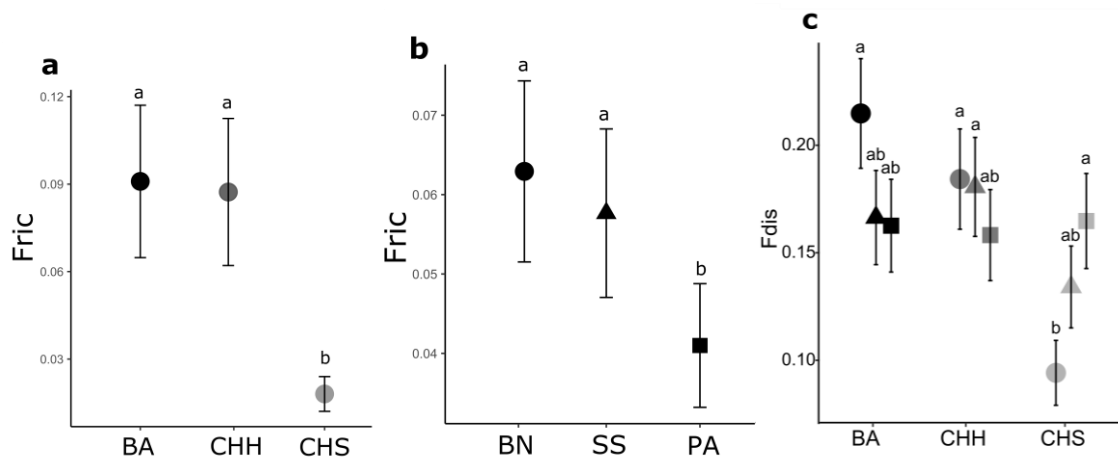 a
Fric
0.12
0.09
0.06
0.03
a
a
b
BA CHH CHS
b
Fric
0.07
0.06
0.05
0.04
a
a
b
BN SS PA
c
Fdis
0.20
0.15
0.10
a
ab
ab
a
a
ab
b
ab
a
BA CHH CHS